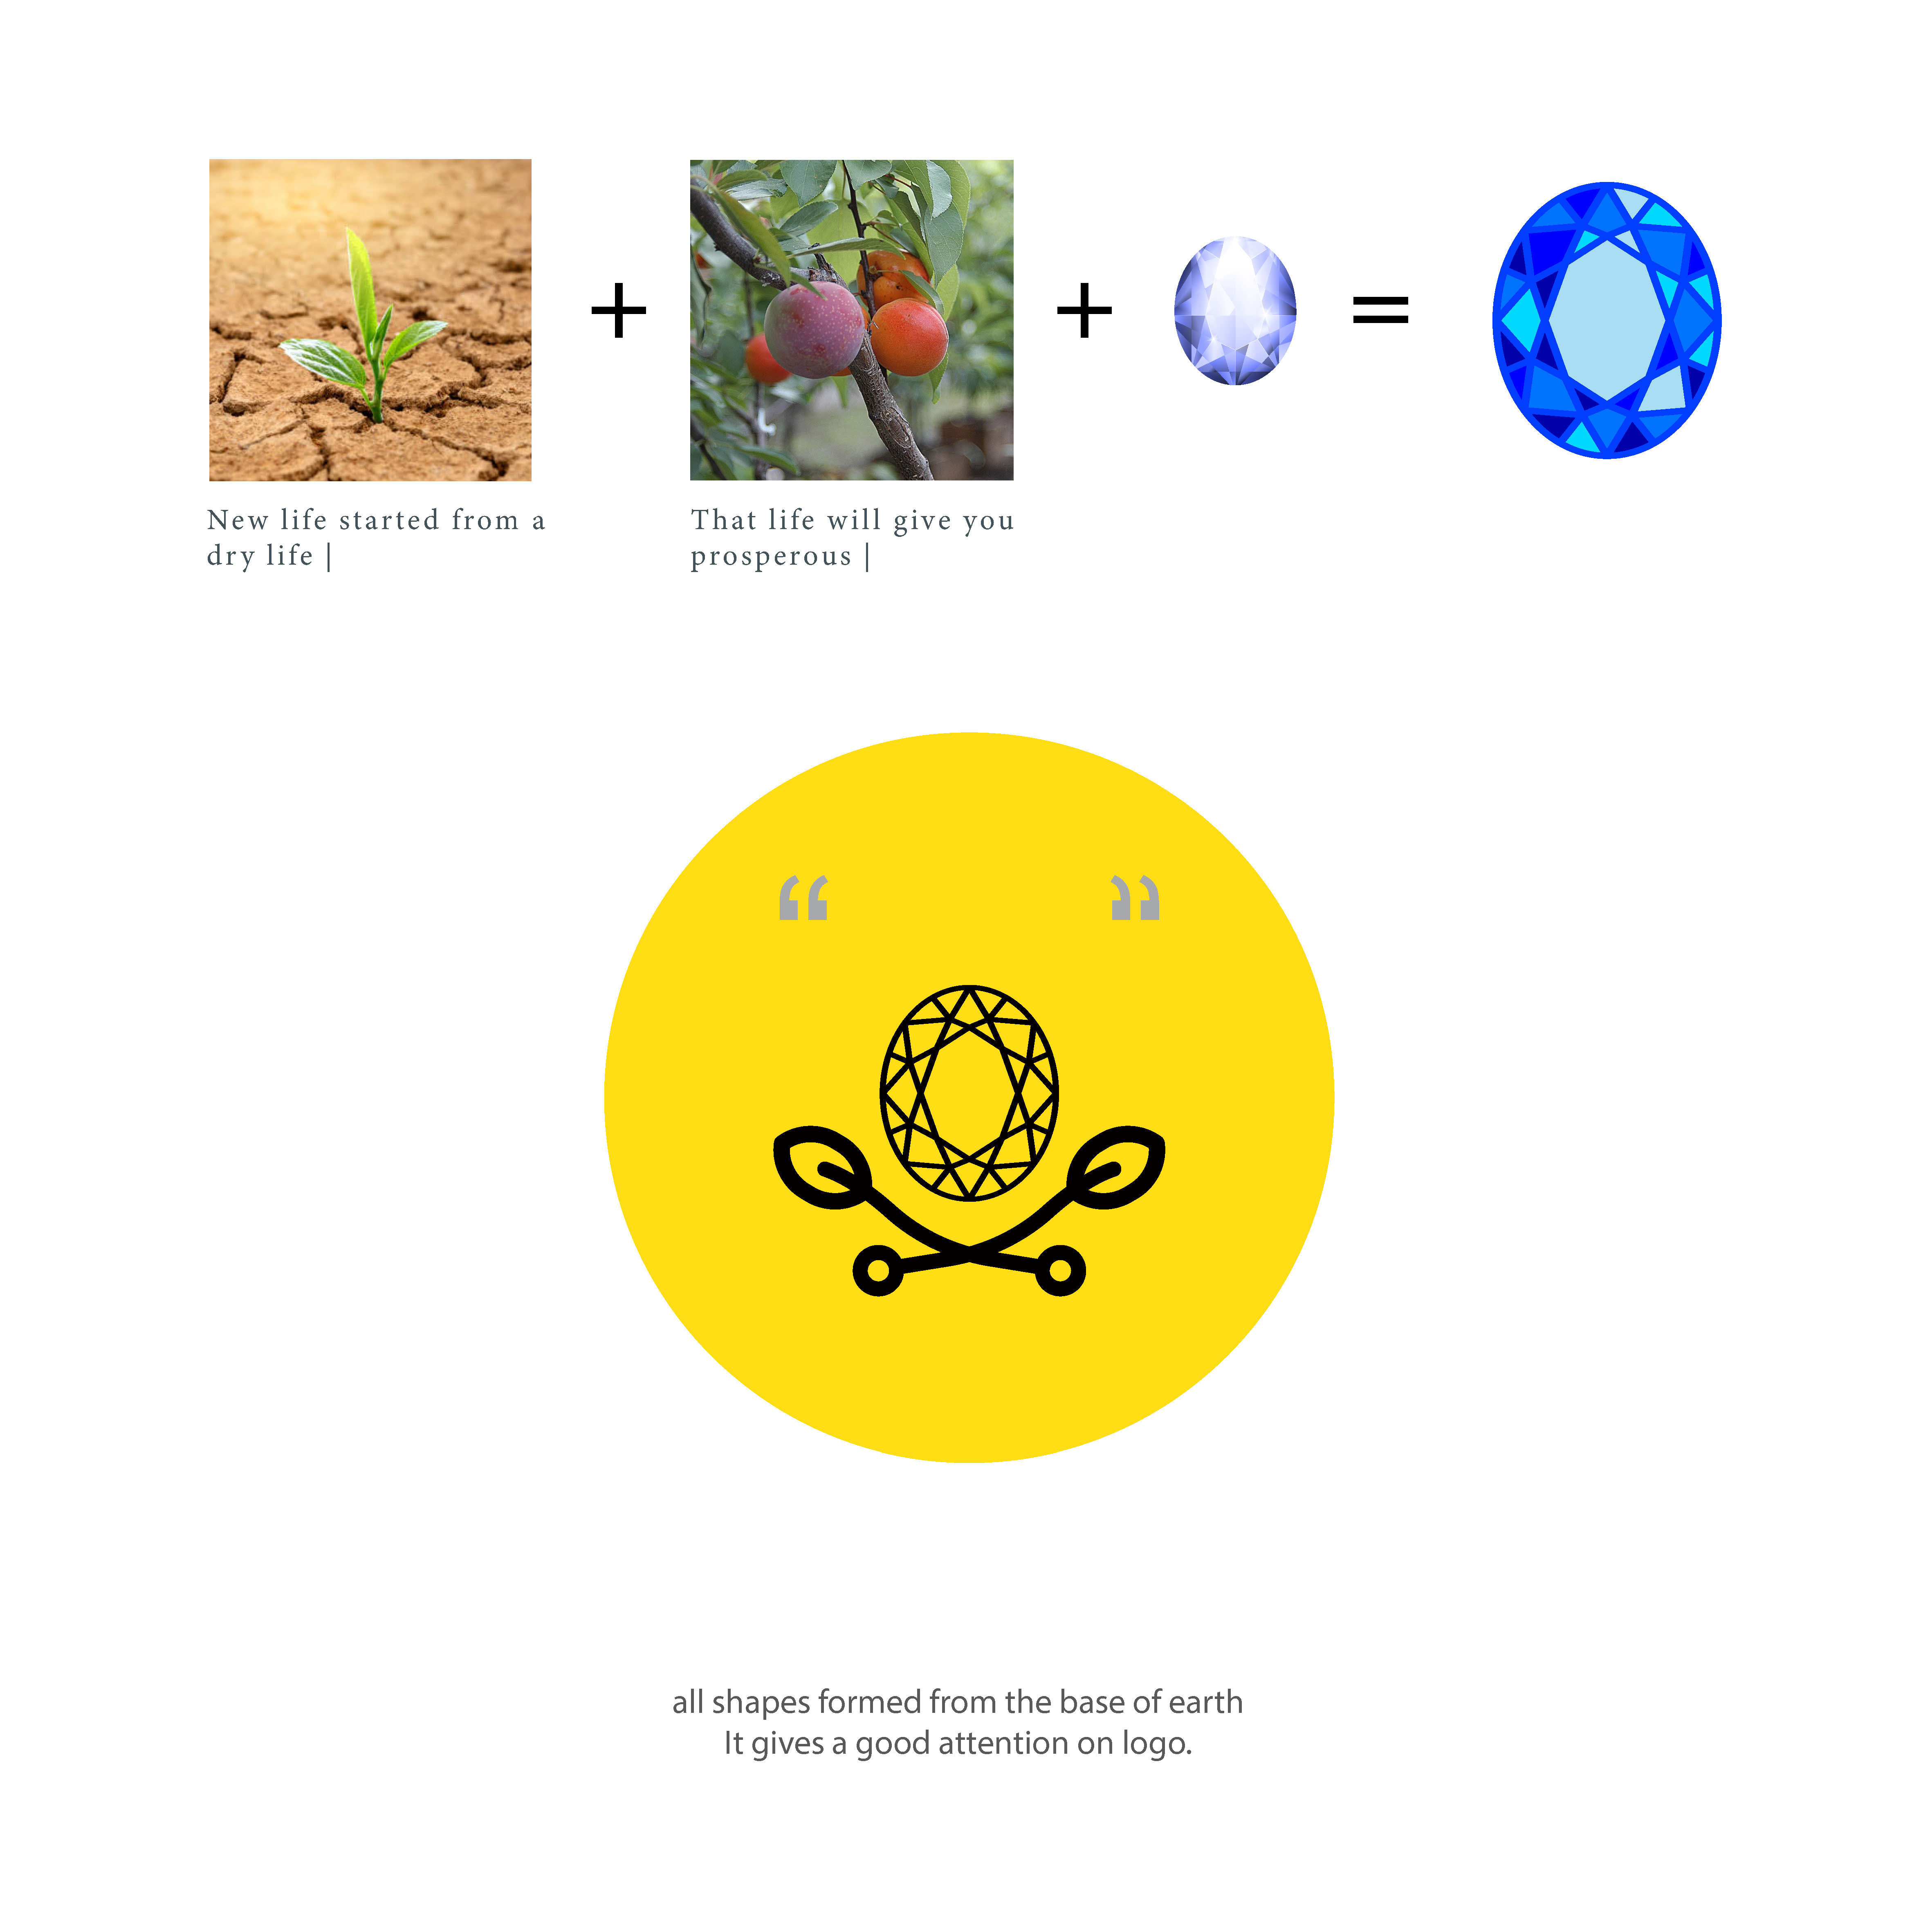 New life started from a
dry life |
That life will give you
prosperous |
“ ”
all shapes formed from the base of earth
It gives a good attention on logo.